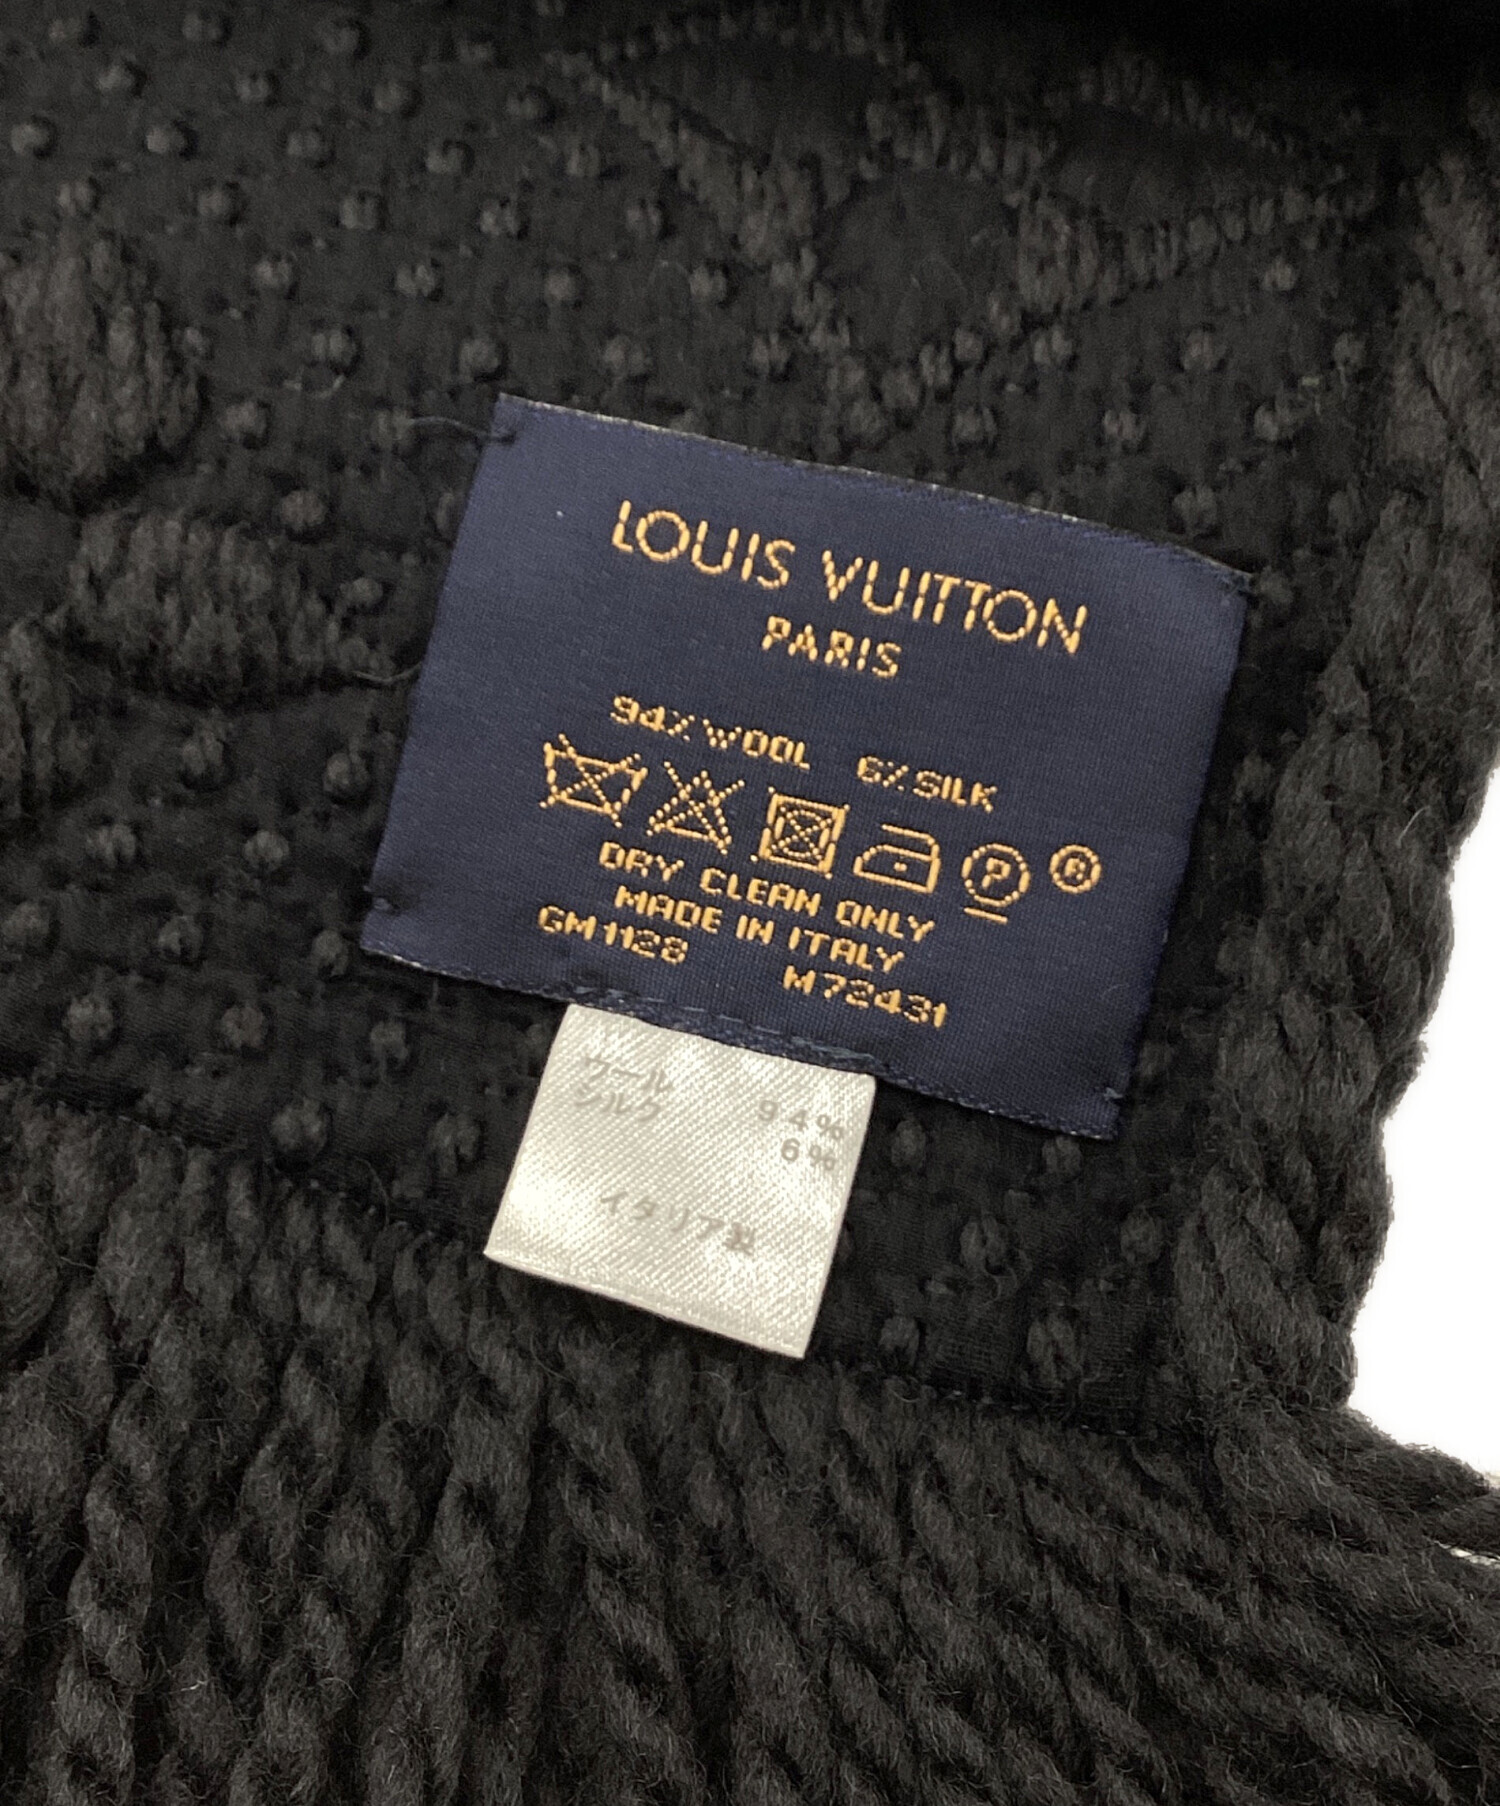 LOUIS VUITTON
PARIS
94% WOOL 6% SILK
P ®
DRY CLEAN ONLY
MADE IN ITALY
GM1128 M72431
ウール 94%
シルク 6%
イタリア製